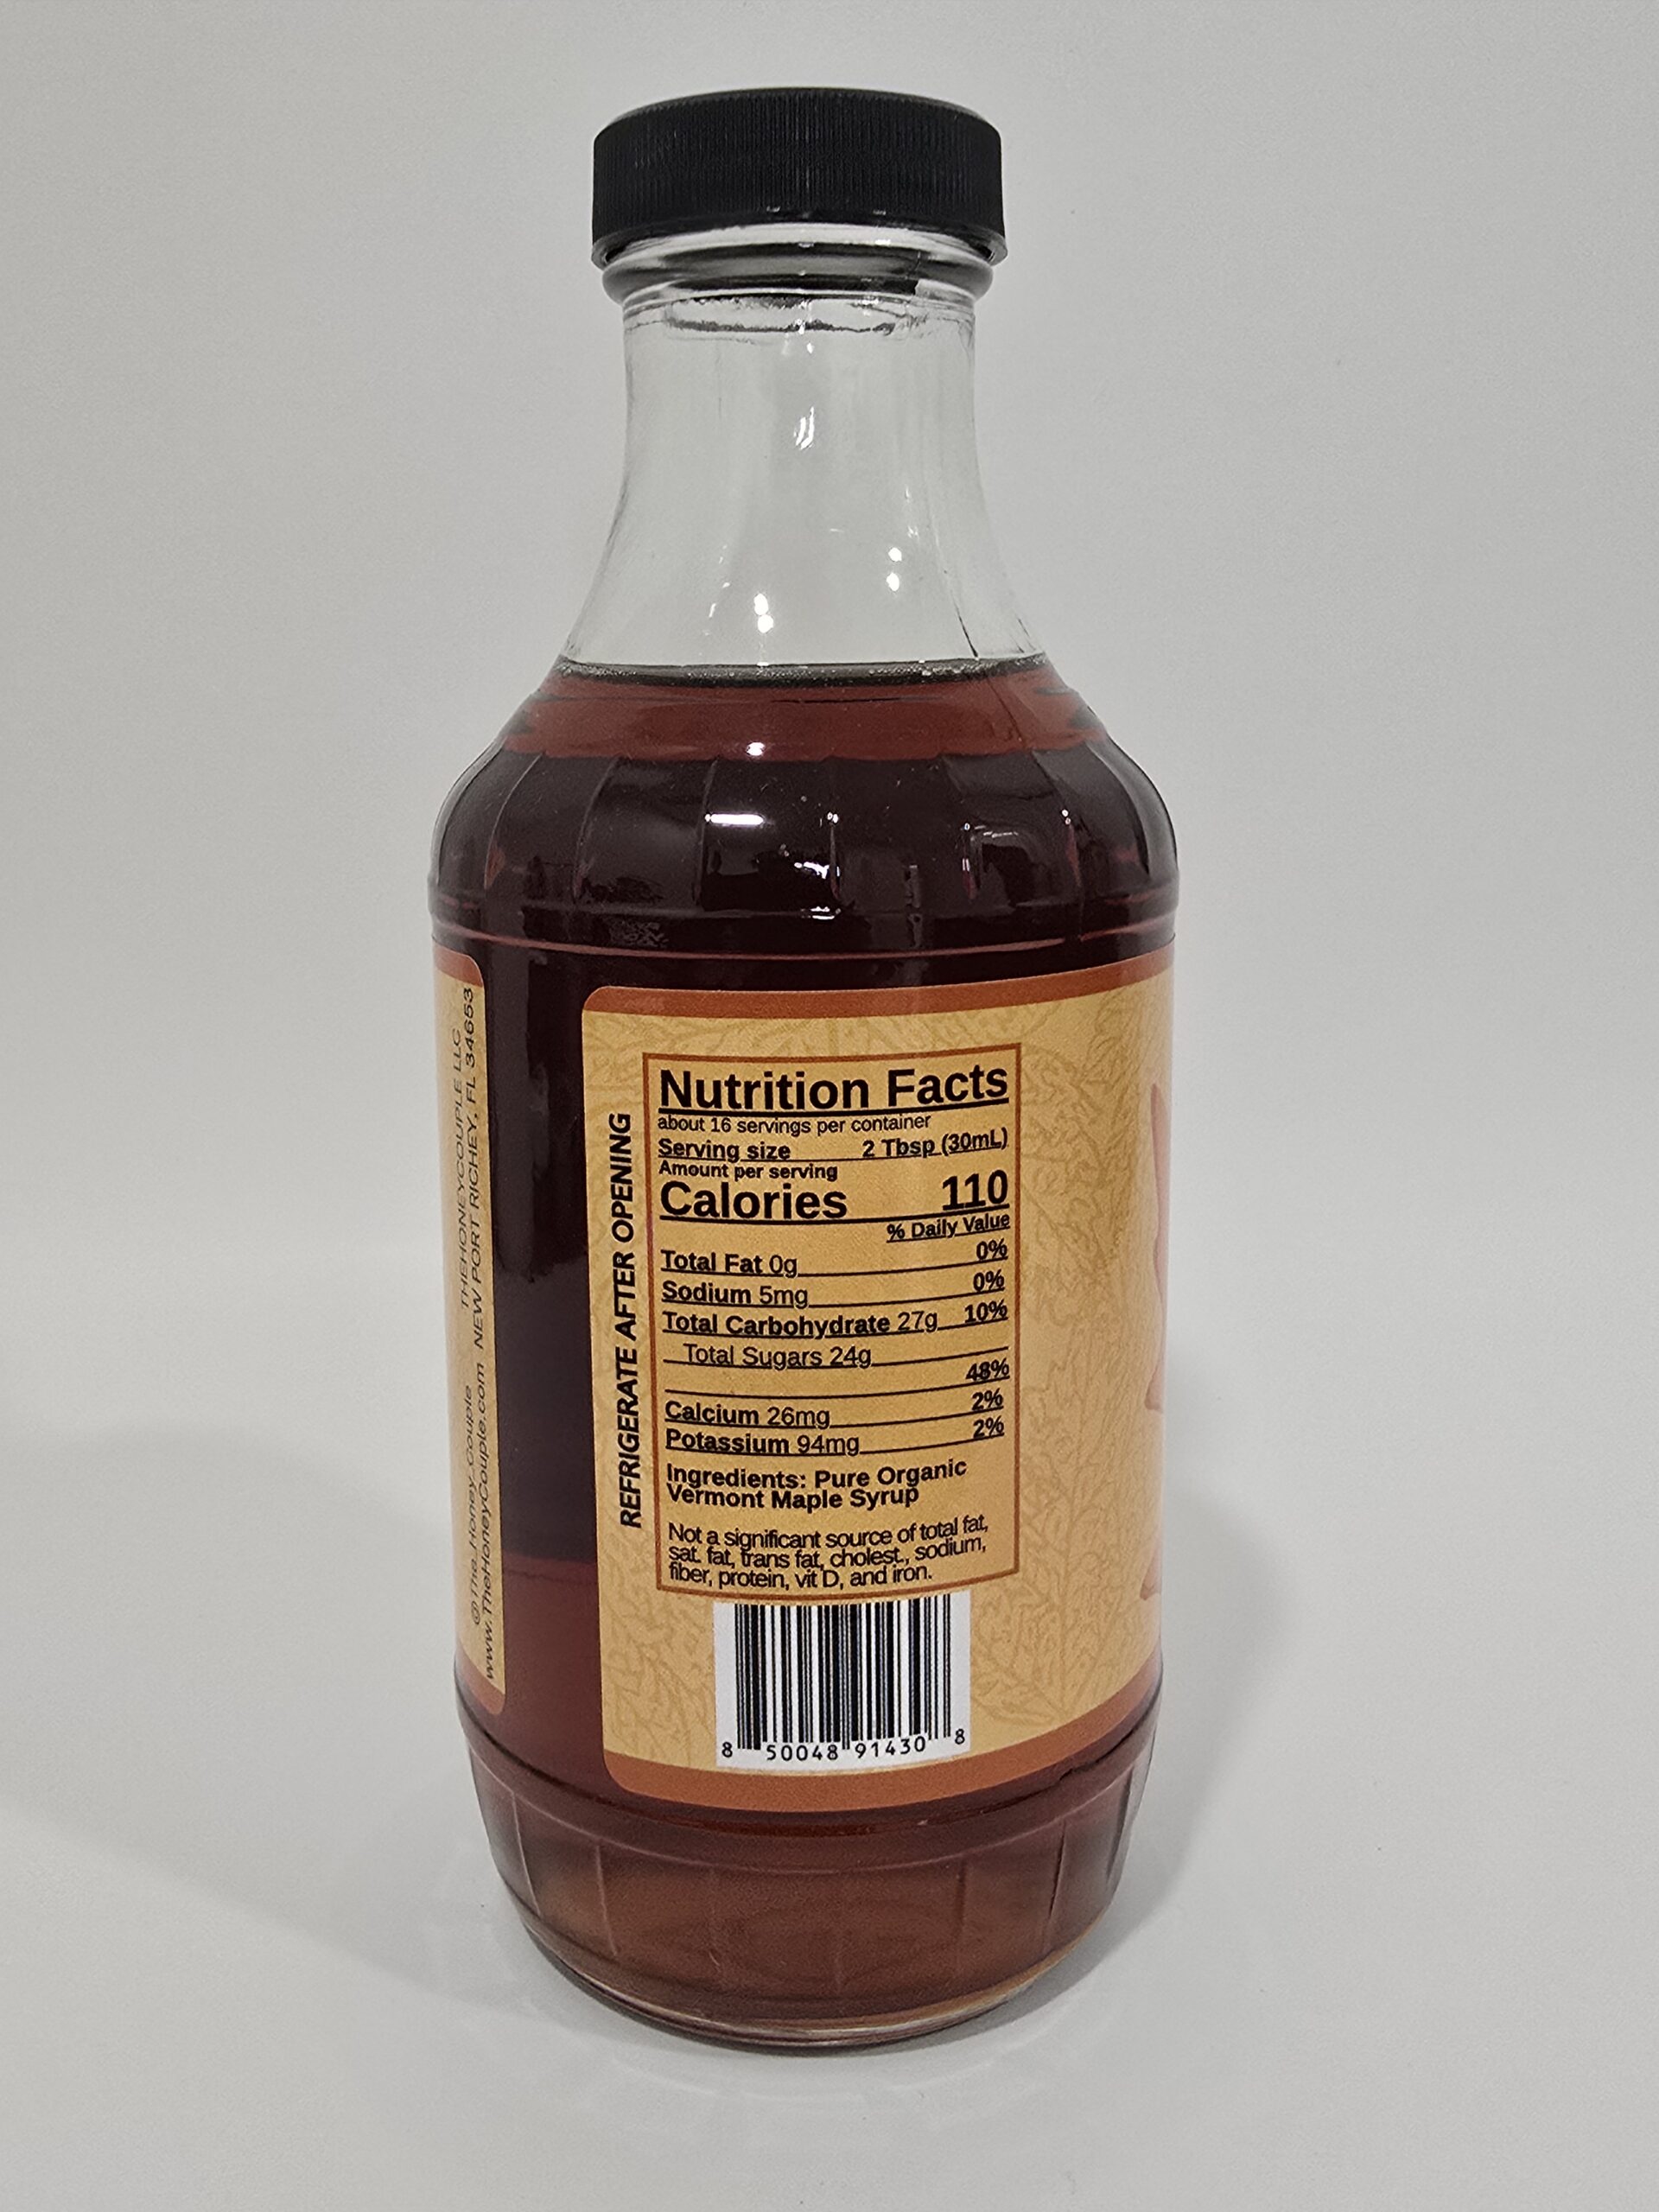 THEHONEYCOUPLE LLC
NEW PORT RICHEY, FL 34653
@The_Honey_Couple
www.TheHoneyCouple.com
REFRIGERATE AFTER OPENING
Nutrition Facts
about 16 servings per container
Serving size 2 Tbsp (30mL)
Amount per serving
Calories 110
% Daily Value
Total Fat 0g 0%
Sodium 5mg 0%
Total Carbohydrate 27g 10%
Total Sugars 24g
48%
Calcium 26mg 2%
Potassium 94mg 2%
Ingredients: Pure Organic
Vermont Maple Syrup
Not a significant source of total fat,
sat. fat, trans fat, cholest., sodium,
fiber, protein, vit D, and iron.
8 50048 91430 8